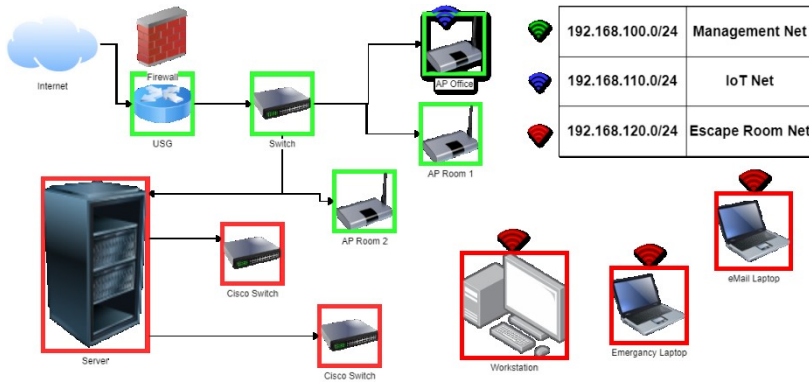 Internet
Firewall
USG
Switch
AP Office
AP Room 1
AP Room 2
192.168.100.0/24 Management Net
192.168.110.0/24 IoT Net
192.168.120.0/24 Escape Room Net
Server
Cisco Switch
Cisco Switch
Workstation
Emergancy Laptop
eMail Laptop